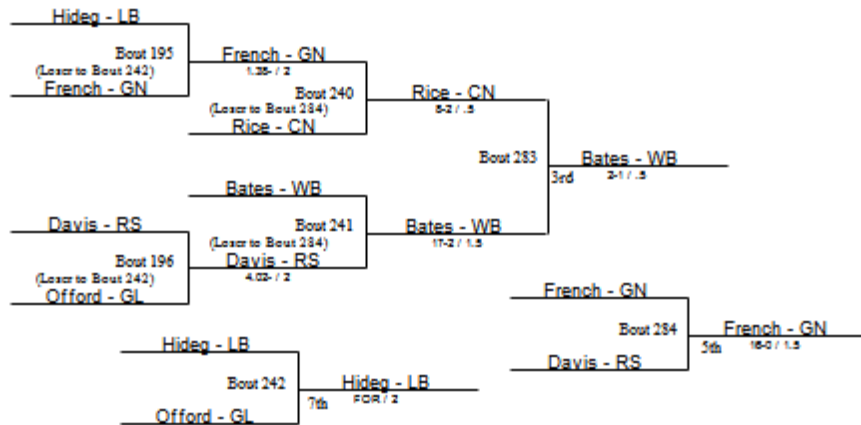 Hideg - LB
Bout 195
(Loser to Bout 242)
French - GN
French - GN
1.38- / 2
Bout 240
(Loser to Bout 284)
Rice - CN
Rice - CN
8-2 / .5
Bout 283
3rd
Bates - WB
2-1 / .5
Bates - WB
Bout 241
(Loser to Bout 284)
Bates - WB
17-2 / 1.5
Davis - RS
Bout 196
(Loser to Bout 242)
Davis - RS
4.02- / 2
Offord - GL
French - GN
Bout 284
5th
French - GN
16-0 / 1.5
Davis - RS
Hideg - LB
Bout 242
7th
Hideg - LB
FOR / 2
Offord - GL